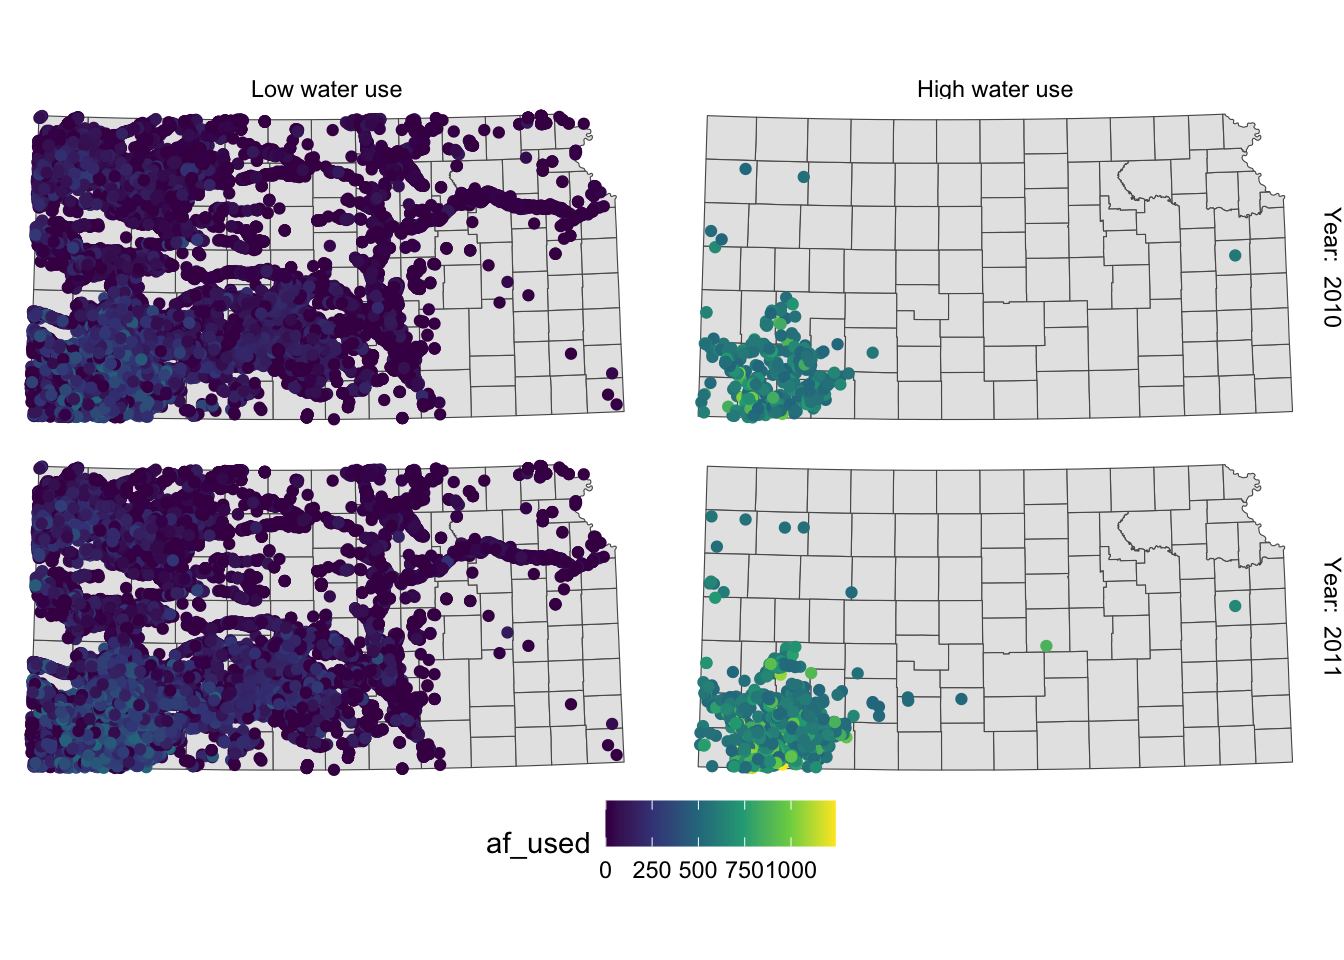 Low water use
High water use
Year: 2010
Year: 2011
af_used
0 250 500 7501000